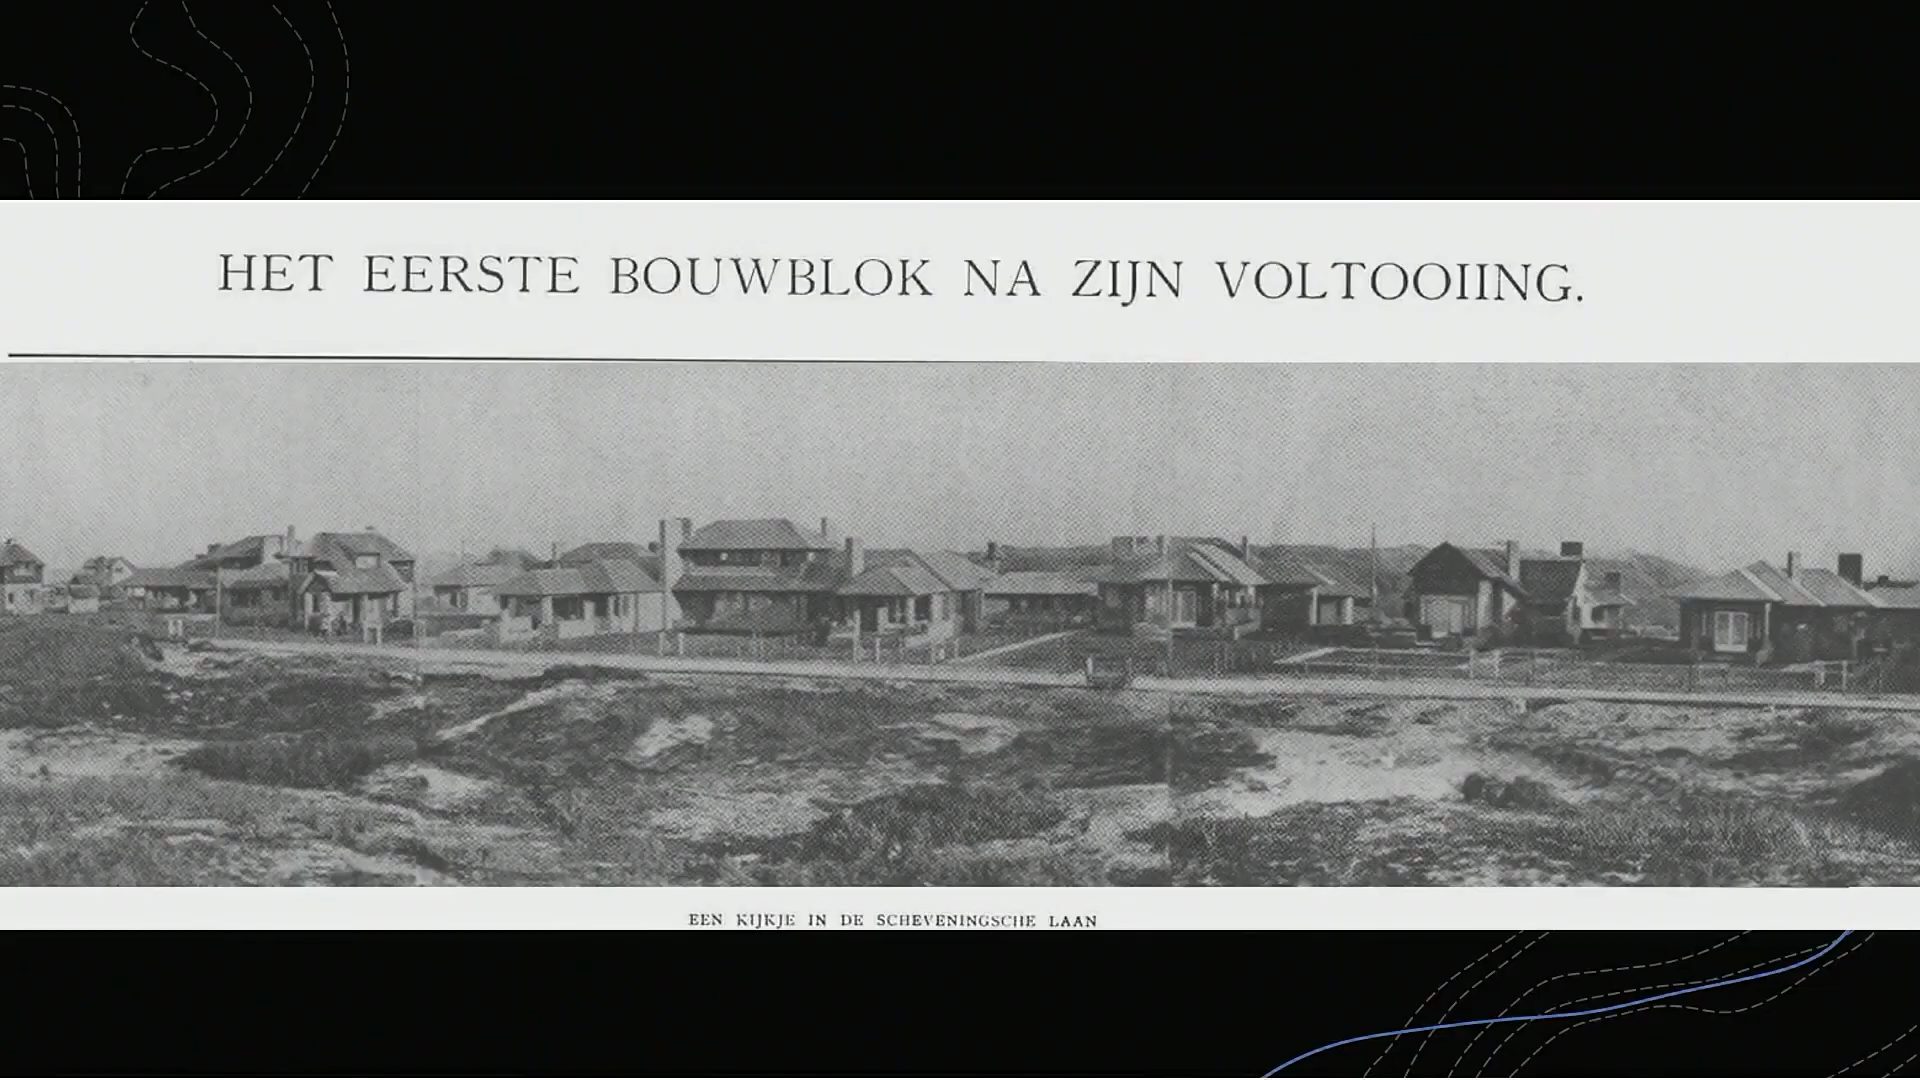 HET EERSTE BOUWBLOK NA ZIJN VOLTOOIING.
EEN KIJKJE IN DE SCHEVENINGSCHE LAAN